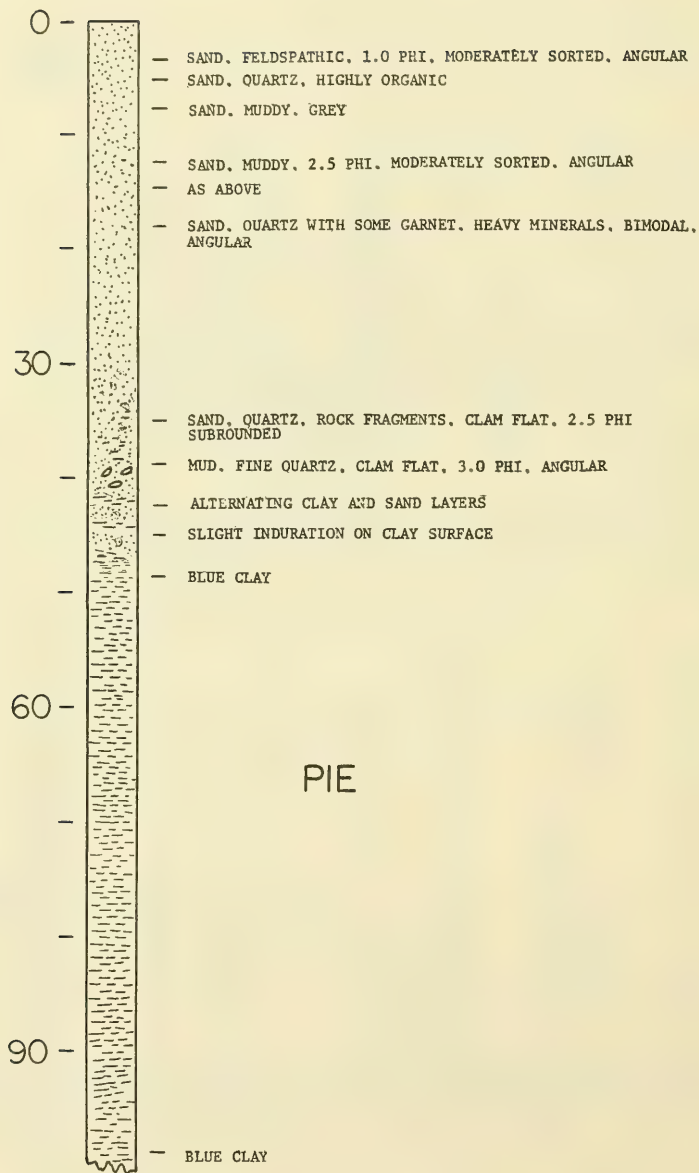 0
SAND, FELDSPATHIC, 1.0 PHI, MODERATELY SORTED, ANGULAR
SAND, QUARTZ, HIGHLY ORGANIC
SAND, MUDDY, GREY
SAND, MUDDY, 2.5 PHI, MODERATELY SORTED, ANGULAR
AS ABOVE
SAND, QUARTZ WITH SOME GARNET, HEAVY MINERALS, BIMODAL,
ANGULAR
30
SAND, QUARTZ, ROCK FRAGMENTS, CLAM FLAT, 2.5 PHI
SUBROUNDED
MUD, FINE QUARTZ, CLAM FLAT, 3.0 PHI, ANGULAR
ALTERNATING CLAY AND SAND LAYERS
SLIGHT INDURATION ON CLAY SURFACE
BLUE CLAY
60
PIE
90
BLUE CLAY